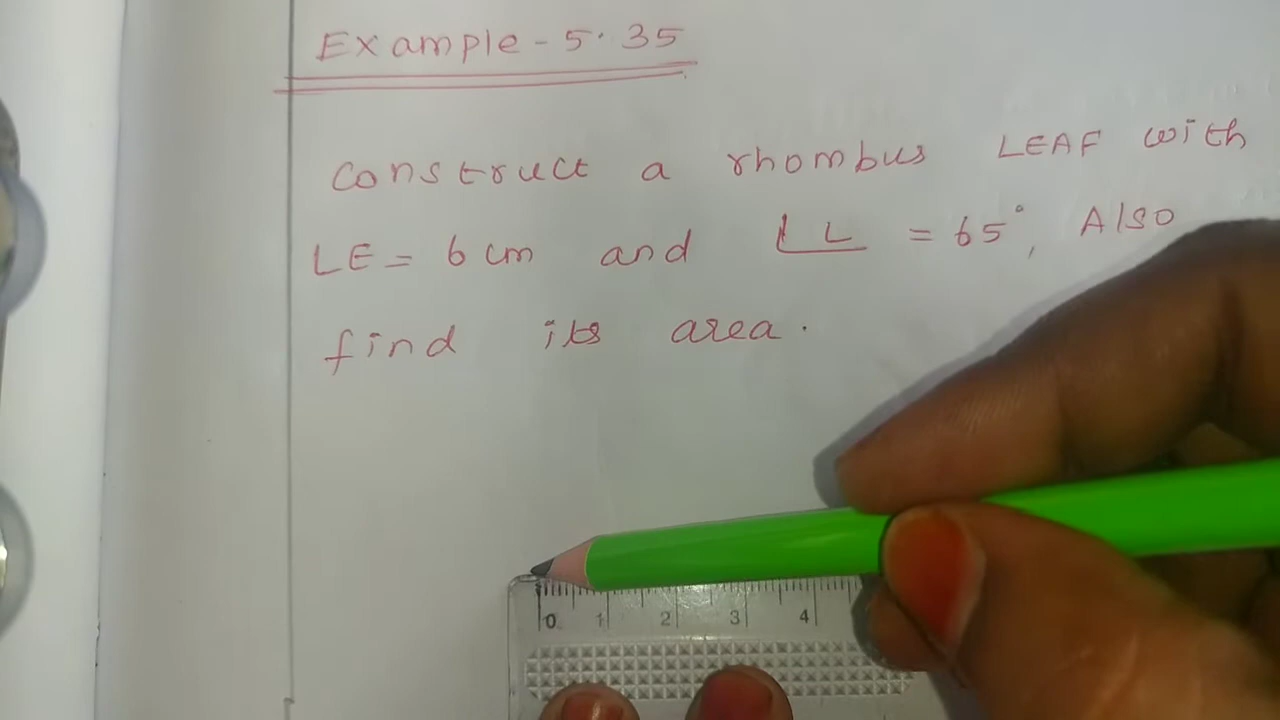 Example - 5.35
construct a rhombus LEAF with
LE = 6 cm and ∠L = 65°, Also
find its area.
0 1 2 3 4